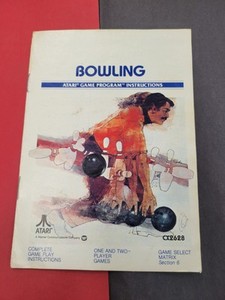 BOWLING
ATARI® GAME PROGRAM™ INSTRUCTIONS
ATARI®
CX2628
COMPLETE
GAME PLAY
INSTRUCTIONS
ONE AND TWO-
PLAYER
GAMES
GAME SELECT
MATRIX
Section 8